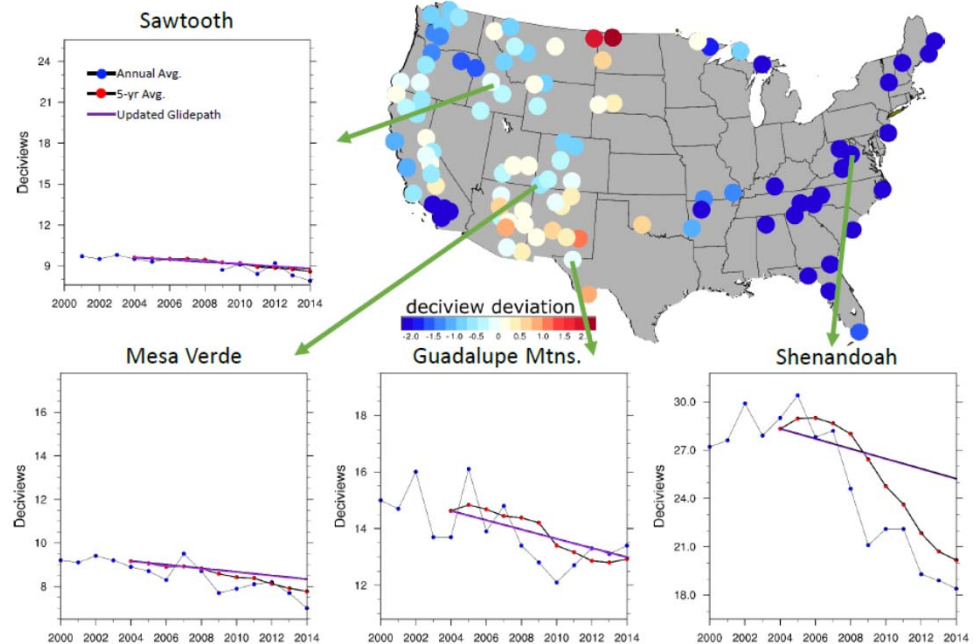 Sawtooth
24
21
18
15
12
9
Deciviews
Annual Avg.
5-yr Avg.
Updated Glidepath
2000 2002 2004 2006 2008 2010 2012 2014
deciview deviation
-2.0 -1.5 -1.0 -0.5 0 0.5 1.0 1.5 2.
Mesa Verde
16
14
12
10
8
Deciviews
2000 2002 2004 2006 2008 2010 2012 2014
Guadalupe Mtns.
18
16
14
12
Deciviews
2000 2002 2004 2006 2008 2010 2012 2014
Shenandoah
30.0
27.0
24.0
21.0
18.0
Deciviews
2000 2002 2004 2006 2008 2010 2012 2014